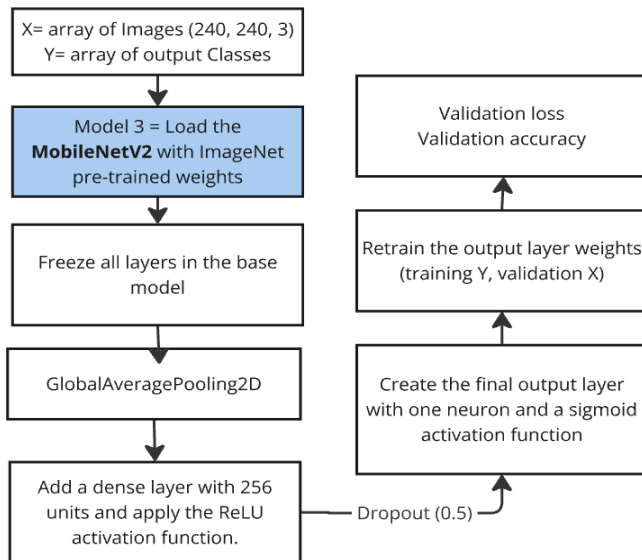 X= array of Images (240, 240, 3)
Y= array of output Classes
Model 3 = Load the
MobileNetV2 with ImageNet
pre-trained weights
Freeze all layers in the base
model
GlobalAveragePooling2D
Add a dense layer with 256
units and apply the ReLU
activation function.
Dropout (0.5)
Create the final output layer
with one neuron and a sigmoid
activation function
Retrain the output layer weights
(training Y, validation X)
Validation loss
Validation accuracy